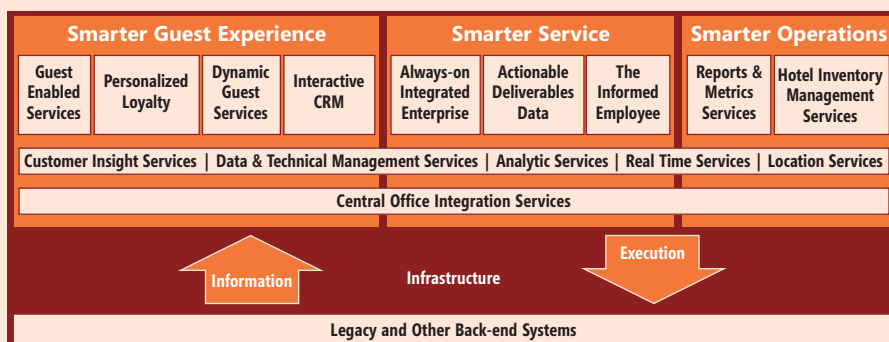 Smarter Guest Experience
Smarter Service
Smarter Operations
Guest
Enabled
Services
Personalized
Loyalty
Dynamic
Guest
Services
Interactive
CRM
Always-on
Integrated
Enterprise
Actionable
Deliverables
Data
The
Informed
Employee
Reports &
Metrics
Services
Hotel Inventory
Management
Services
Customer Insight Services | Data & Technical Management Services | Analytic Services | Real Time Services | Location Services
Central Office Integration Services
Information
Infrastructure
Execution
Legacy and Other Back-end Systems